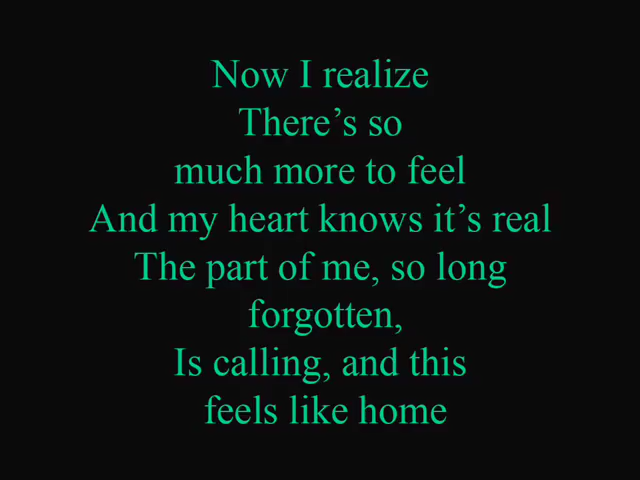 Now I realize
There’s so
much more to feel
And my heart knows it’s real
The part of me, so long
forgotten,
Is calling, and this
feels like home